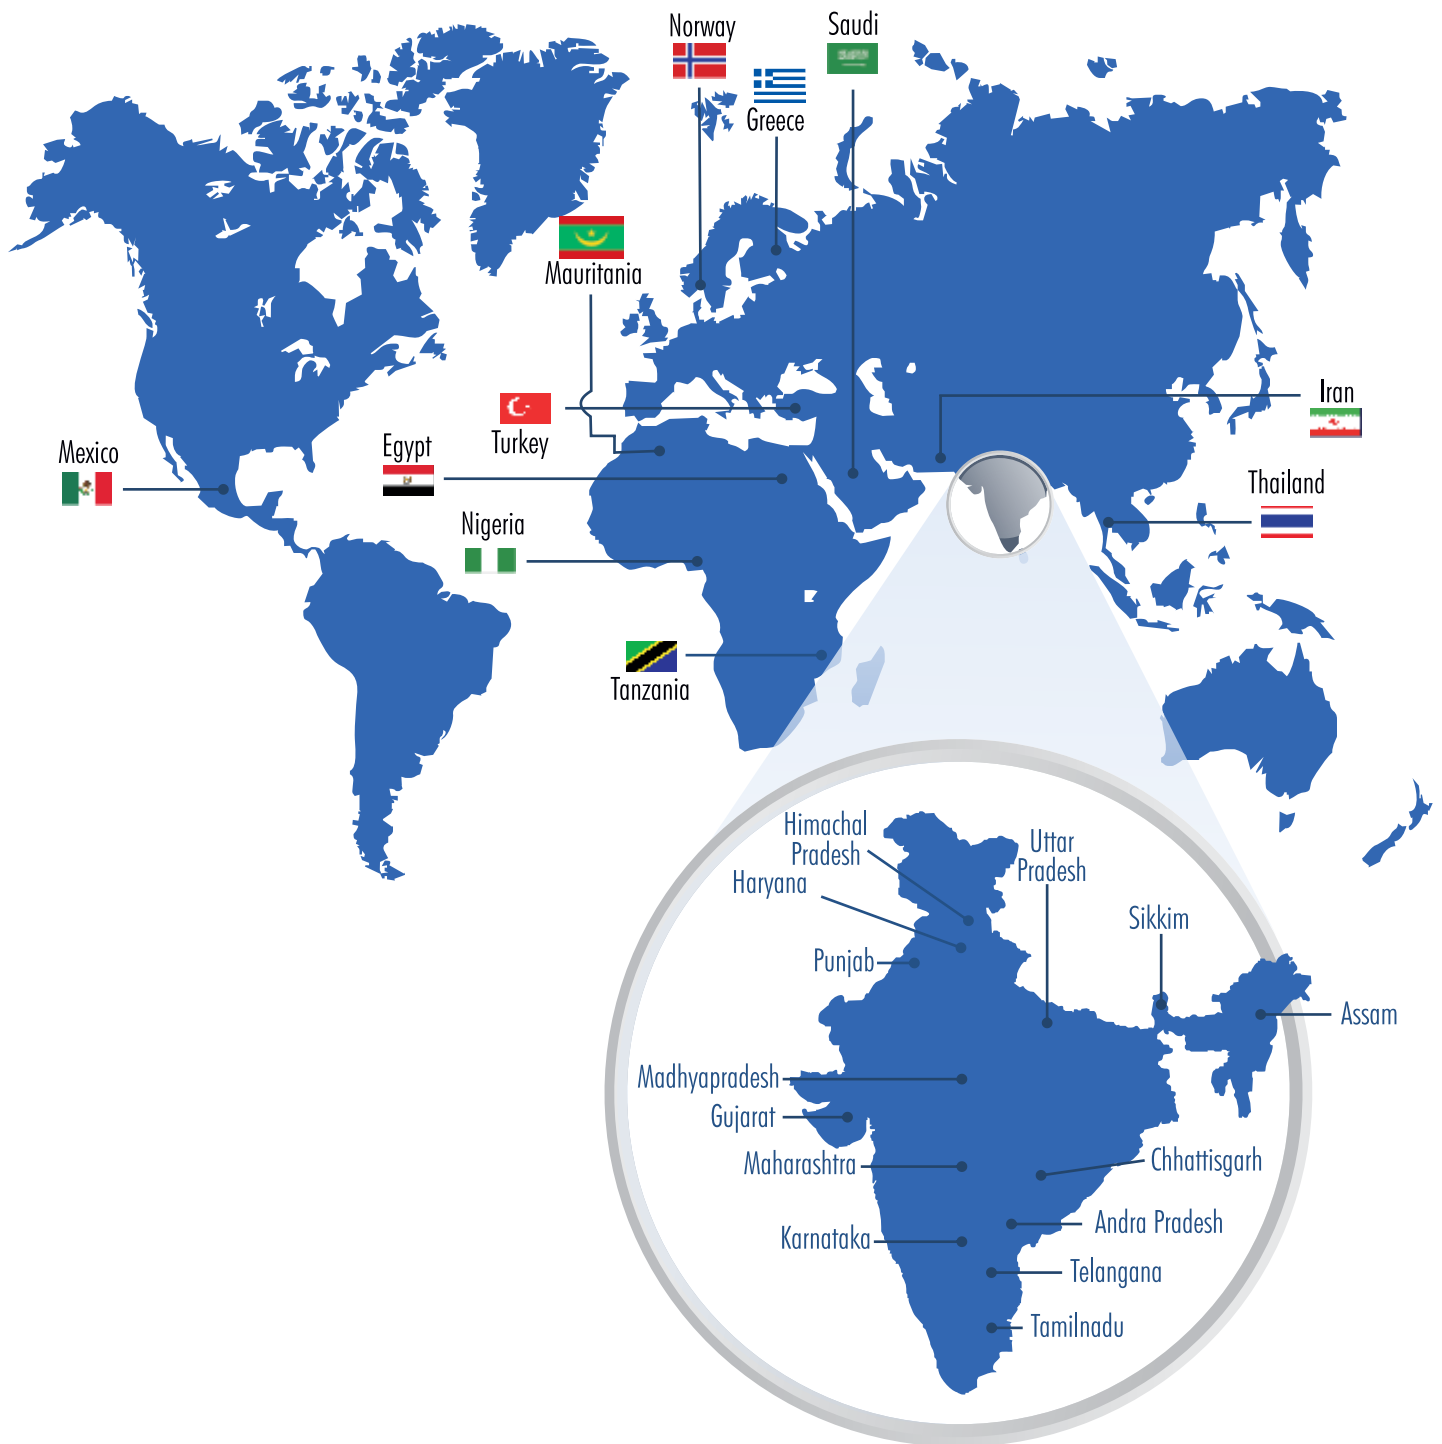 Norway
Saudi
Greece
Mauritania
Iran
Turkey
Egypt
Mexico
Thailand
Nigeria
Tanzania
Himachal
Pradesh
Uttar
Pradesh
Haryana
Sikkim
Punjab
Assam
Madhyapradesh
Gujarat
Maharashtra
Chhattisgarh
Andra Pradesh
Karnataka
Telangana
Tamilnadu